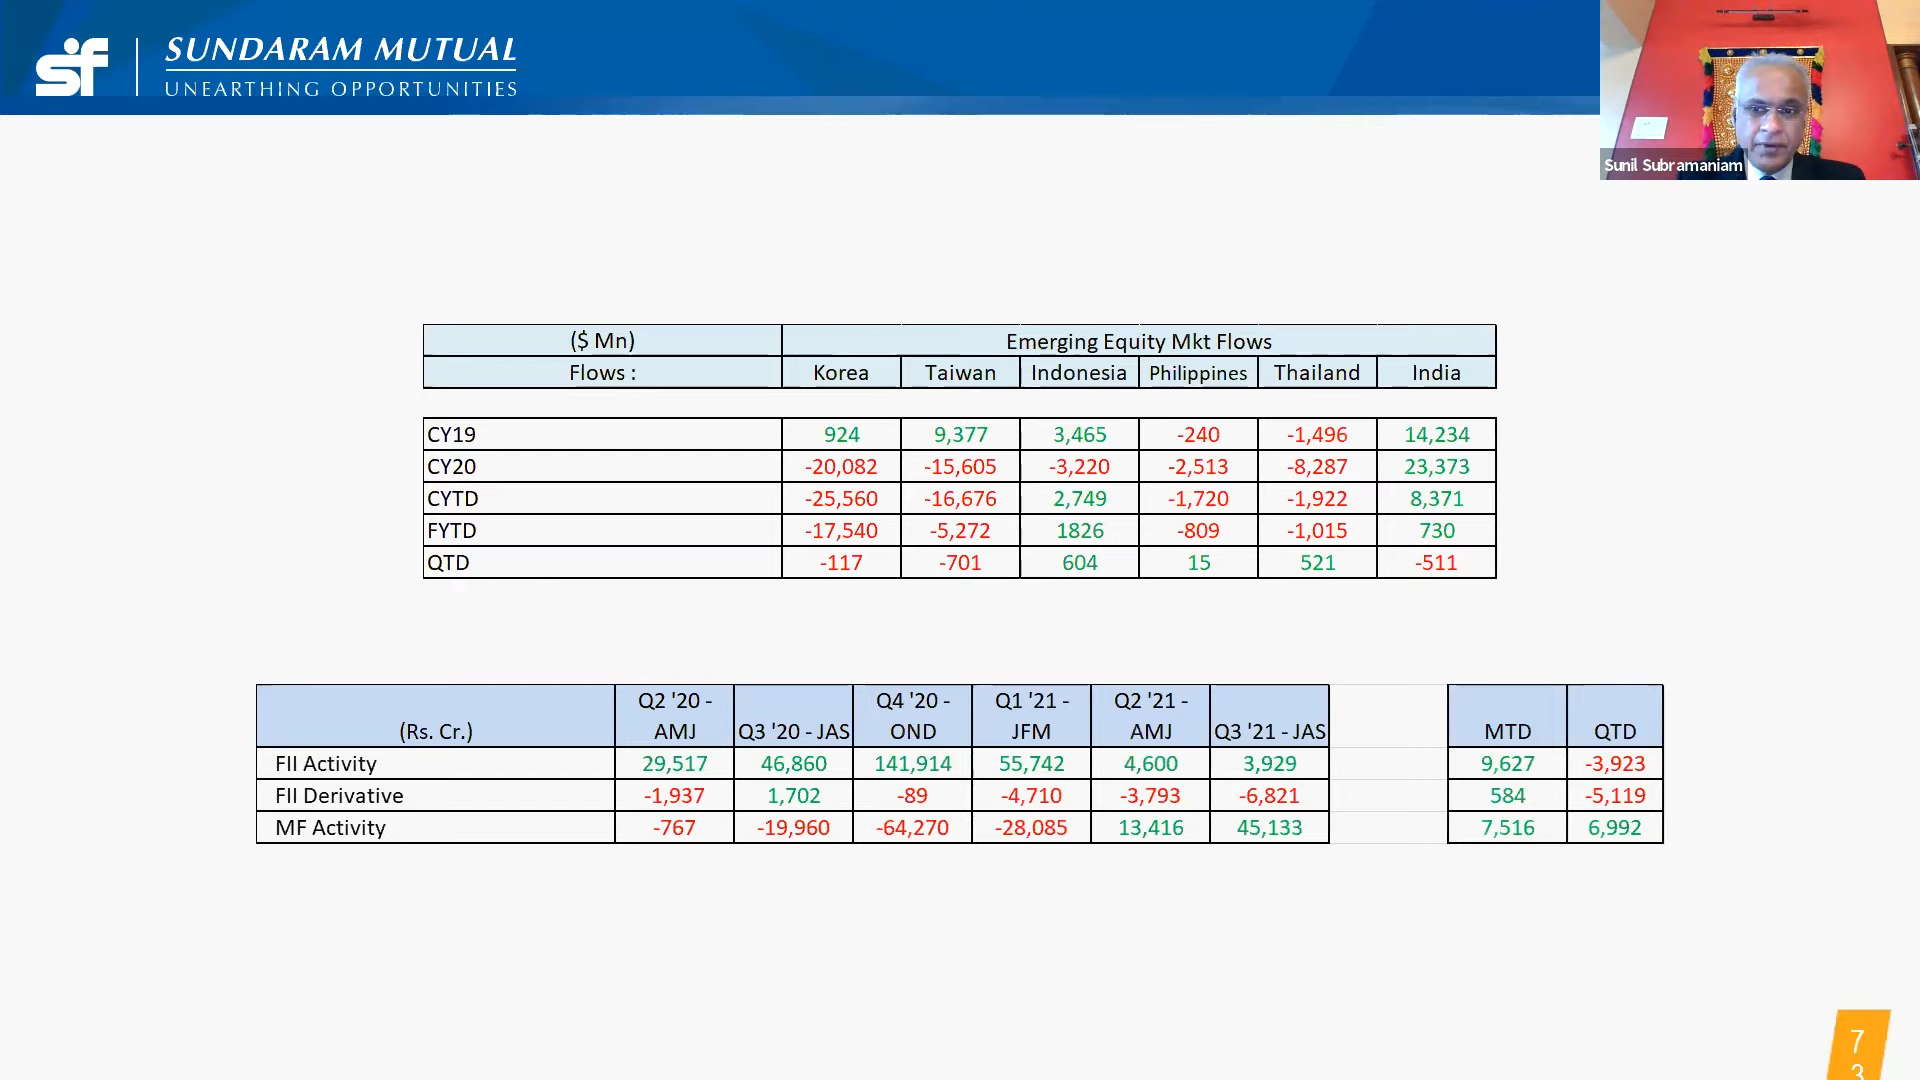 sf SUNDARAM MUTUAL
UNEARTHING OPPORTUNITIES
Sunil Subramaniam
($ Mn) Emerging Equity Mkt Flows
Flows : Korea Taiwan Indonesia Philippines Thailand India
CY19 924 9,377 3,465 -240 -1,496 14,234
CY20 -20,082 -15,605 -3,220 -2,513 -8,287 23,373
CYTD -25,560 -16,676 2,749 -1,720 -1,922 8,371
FYTD -17,540 -5,272 1826 -809 -1,015 730
QTD -117 -701 604 15 521 -511
Q2 '20 - Q4 '20 - Q1 '21 - Q2 '21 -
(Rs. Cr.) AMJ Q3 '20 - JAS OND JFM AMJ Q3 '21 - JAS MTD QTD
FII Activity 29,517 46,860 141,914 55,742 4,600 3,929 9,627 -3,923
FII Derivative -1,937 1,702 -89 -4,710 -3,793 -6,821 584 -5,119
MF Activity -767 -19,960 -64,270 -28,085 13,416 45,133 7,516 6,992
7
3